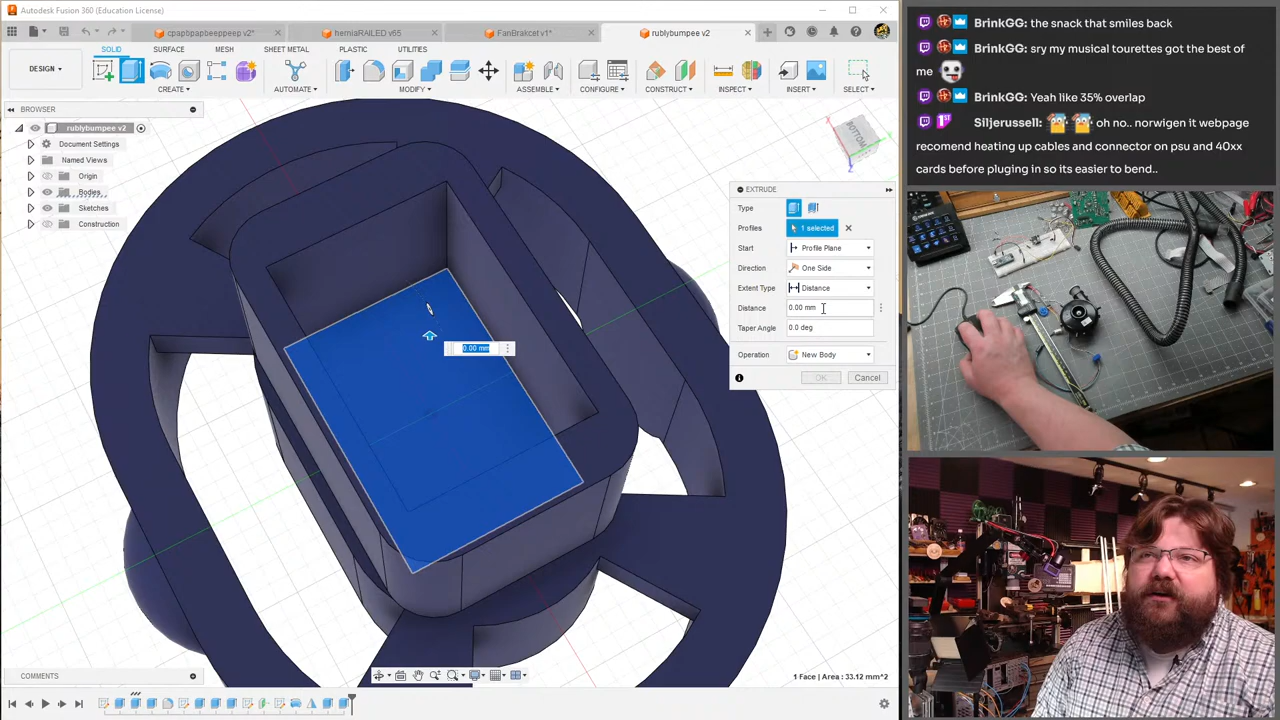 Autodesk Fusion 360 (Education License)
cpapbpapbeeppeep v2*
herniaRAILED v65
FanBrakcet v1*
rublybumpee v2
SOLID
SURFACE
MESH
SHEET METAL
PLASTIC
UTILITIES
DESIGN
CREATE
AUTOMATE
MODIFY
ASSEMBLE
CONFIGURE
CONSTRUCT
INSPECT
INSERT
SELECT
BROWSER
rublybumpee v2
Document Settings
Named Views
Origin
Bodies
Sketches
Construction
BOTTOM
EXTRUDE
Type
Profiles
1 selected
Start
Profile Plane
Direction
One Side
Extent Type
Distance
Distance
0.00 mm
Taper Angle
0.0 deg
Operation
New Body
OK
Cancel
0.00 mm
COMMENTS
1 Face | Area : 33.12 mm^2
BrinkGG: the snack that smiles back
BrinkGG: sry my musical tourettes got the best of
me
BrinkGG: Yeah like 35% overlap
Siljerussell: oh no.. norwigen it webpage
recomend heating up cables and connector on psu and 40xx
cards before pluging in so its easier to bend..